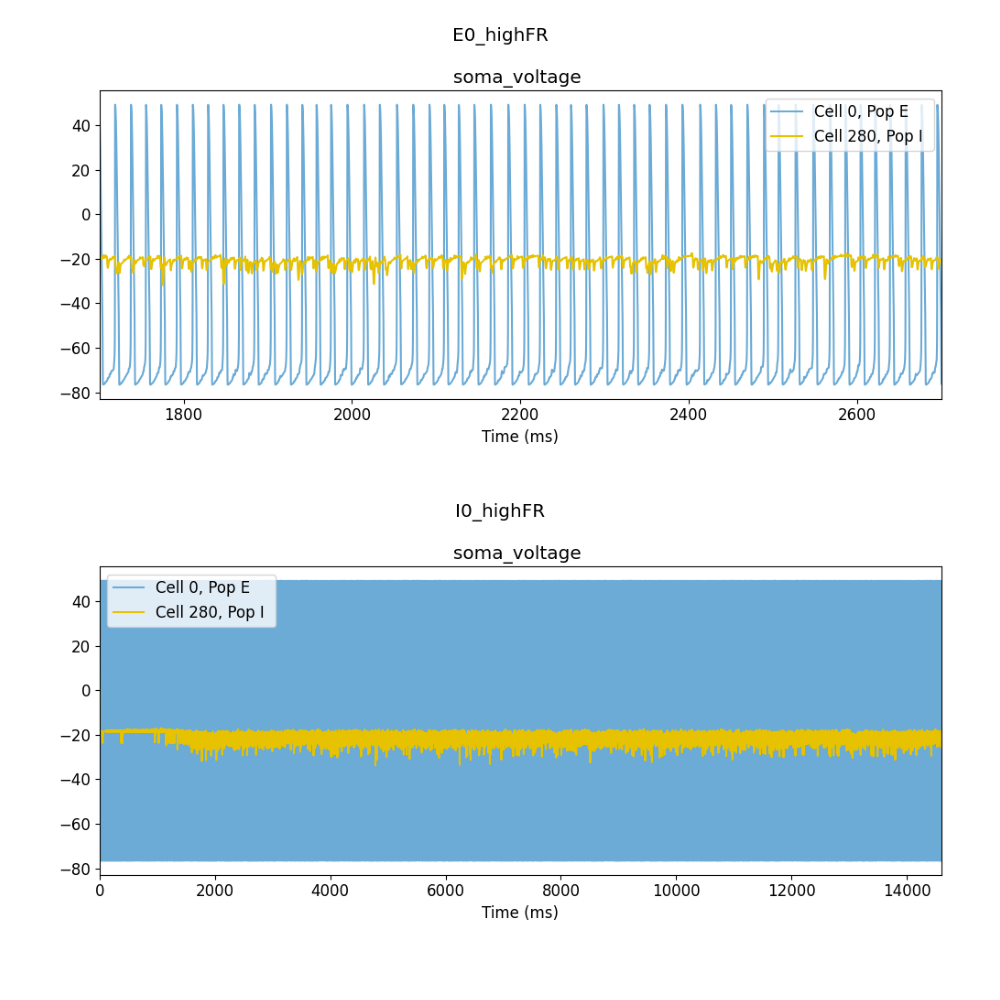 E0_highFR
soma_voltage
Cell 0, Pop E
Cell 280, Pop I
40
20
0
−20
−40
−60
−80
1800 2000 2200 2400 2600
Time (ms)
I0_highFR
soma_voltage
Cell 0, Pop E
Cell 280, Pop I
40
20
0
−20
−40
−60
−80
0 2000 4000 6000 8000 10000 12000 14000
Time (ms)